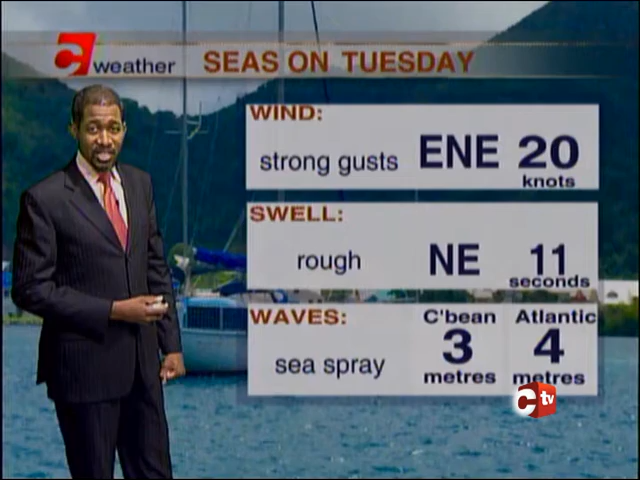 C weather SEAS ON TUESDAY
WIND:
strong gusts ENE 20
knots
SWELL:
rough NE 11
seconds
WAVES: C'bean Atlantic
sea spray 3 4
metres metres
C tv